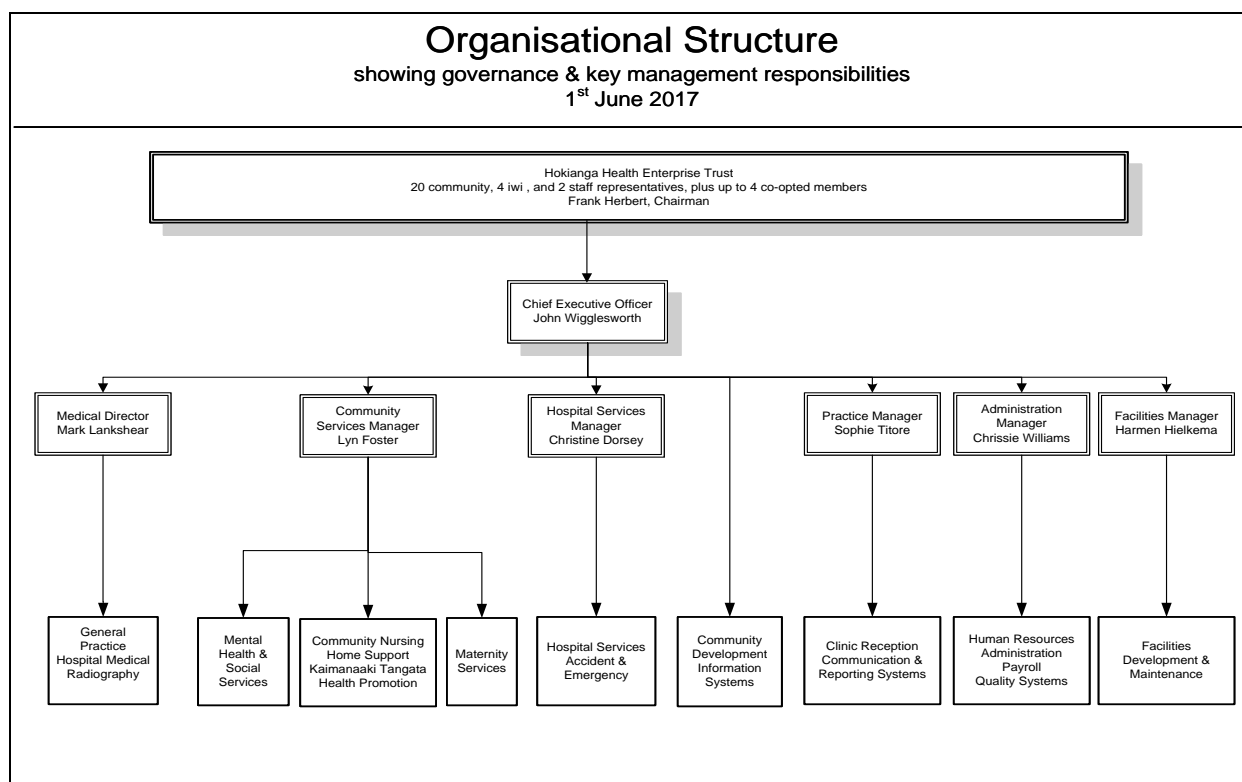 Organisational Structure
showing governance & key management responsibilities
1st June 2017
Hokianga Health Enterprise Trust
20 community, 4 iwi , and 2 staff representatives, plus up to 4 co-opted members
Frank Herbert, Chairman
Chief Executive Officer
John Wigglesworth
Medical Director
Mark Lankshear
Community
Services Manager
Lyn Foster
Hospital Services
Manager
Christine Dorsey
Practice Manager
Sophie Titore
Administration
Manager
Chrissie Williams
Facilities Manager
Harmen Hielkema
General
Practice
Hospital Medical
Radiography
Mental
Health &
Social
Services
Community Nursing
Home Support
Kaimanaaki Tangata
Health Promotion
Maternity
Services
Hospital Services
Accident &
Emergency
Community
Development
Information
Systems
Clinic Reception
Communication &
Reporting Systems
Human Resources
Administration
Payroll
Quality Systems
Facilities
Development &
Maintenance